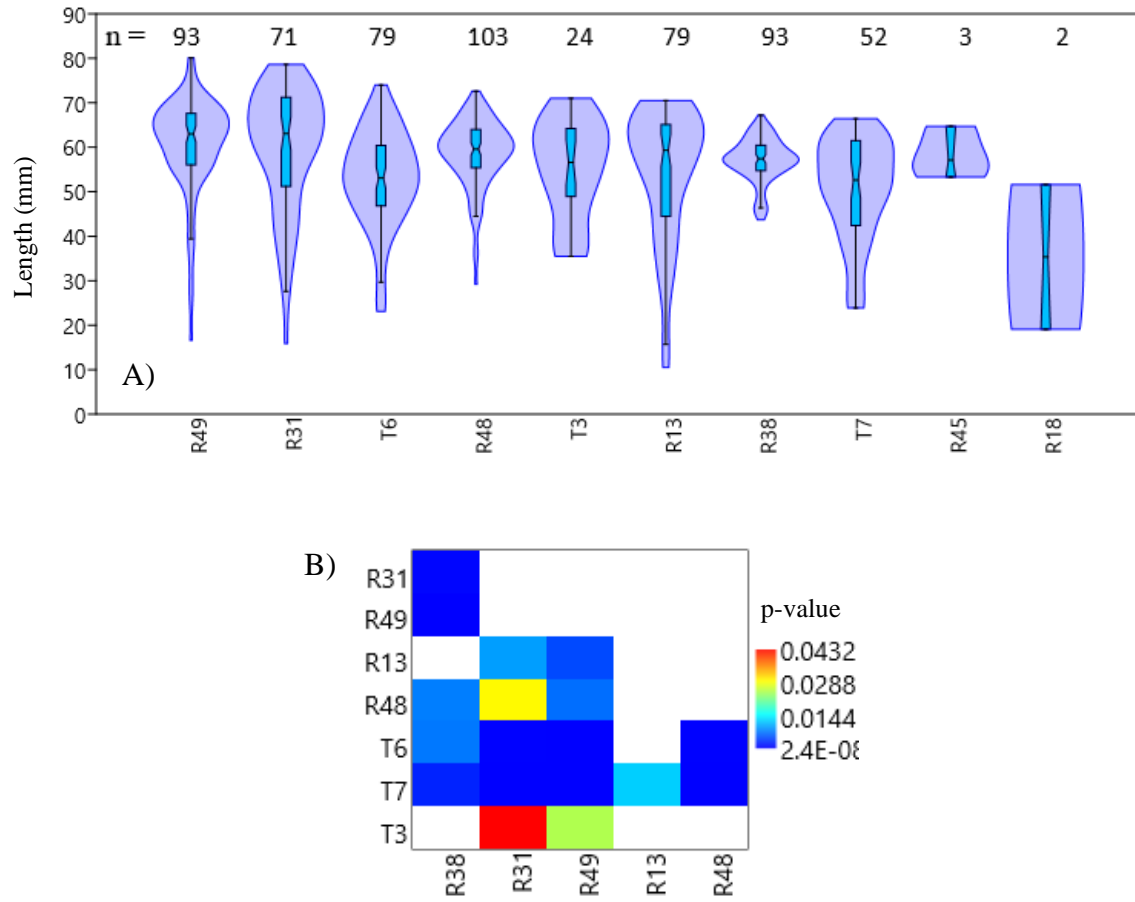 90
n = 93 71 79 103 24 79 93 52 3 2
80
70
60
50
40
30
20
10
0
Length (mm)
A)
R49 R31 T6 R48 T3 R13 R38 T7 R45 R18
B)
R31
R49
R13
R48
T6
T7
T3
R38 R31 R49 R13 R48
p-value
0.0432
0.0288
0.0144
2.4E-08